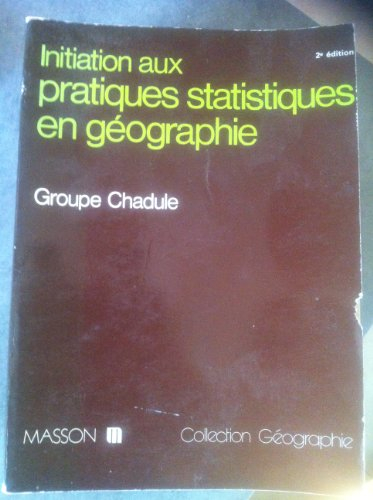 Initiation aux
2e édition
pratiques statistiques
en géographie
Groupe Chadule
MASSON m
Collection Géographie